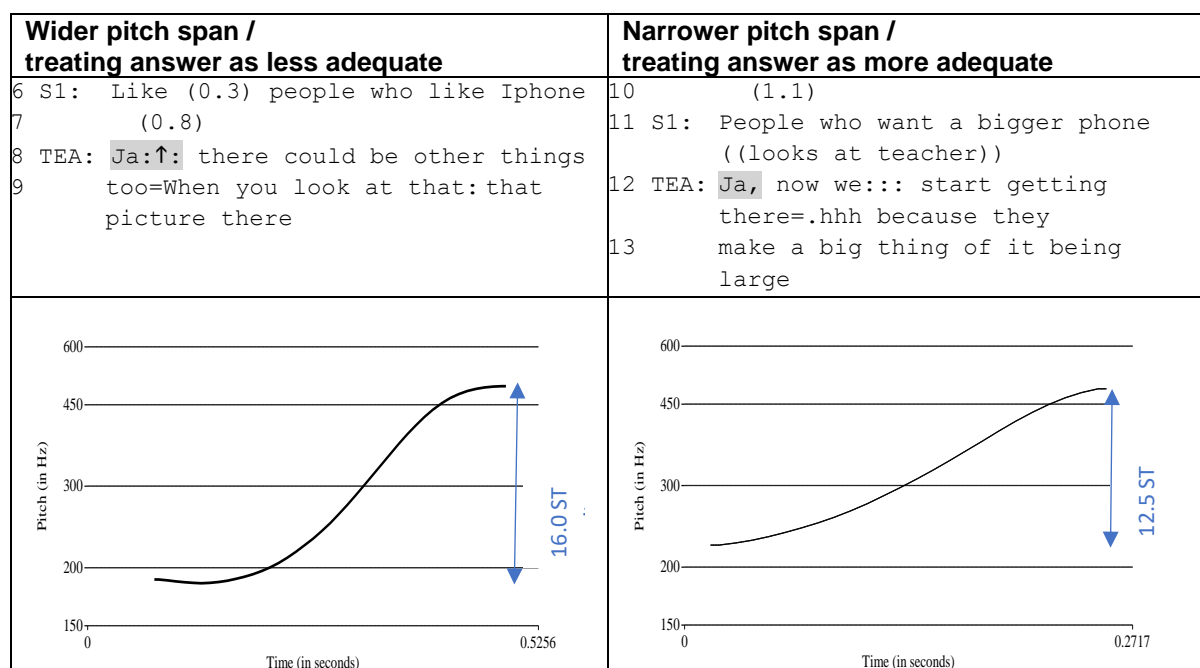 Wider pitch span /
treating answer as less adequate
6 S1: Like (0.3) people who like Iphone
7 (0.8)
8 TEA: Ja:↑: there could be other things
9 too=When you look at that: that
picture there
Narrower pitch span /
treating answer as more adequate
10 (1.1)
11 S1: People who want a bigger phone
((looks at teacher))
12 TEA: Ja, now we::: start getting
there=.hhh because they
13 make a big thing of it being
large
600
450
300
200
150
Pitch (in Hz)
0
0.5256
Time (in seconds)
16.0 ST
600
450
300
200
150
Pitch (in Hz)
0
0.2717
Time (in seconds)
12.5 ST